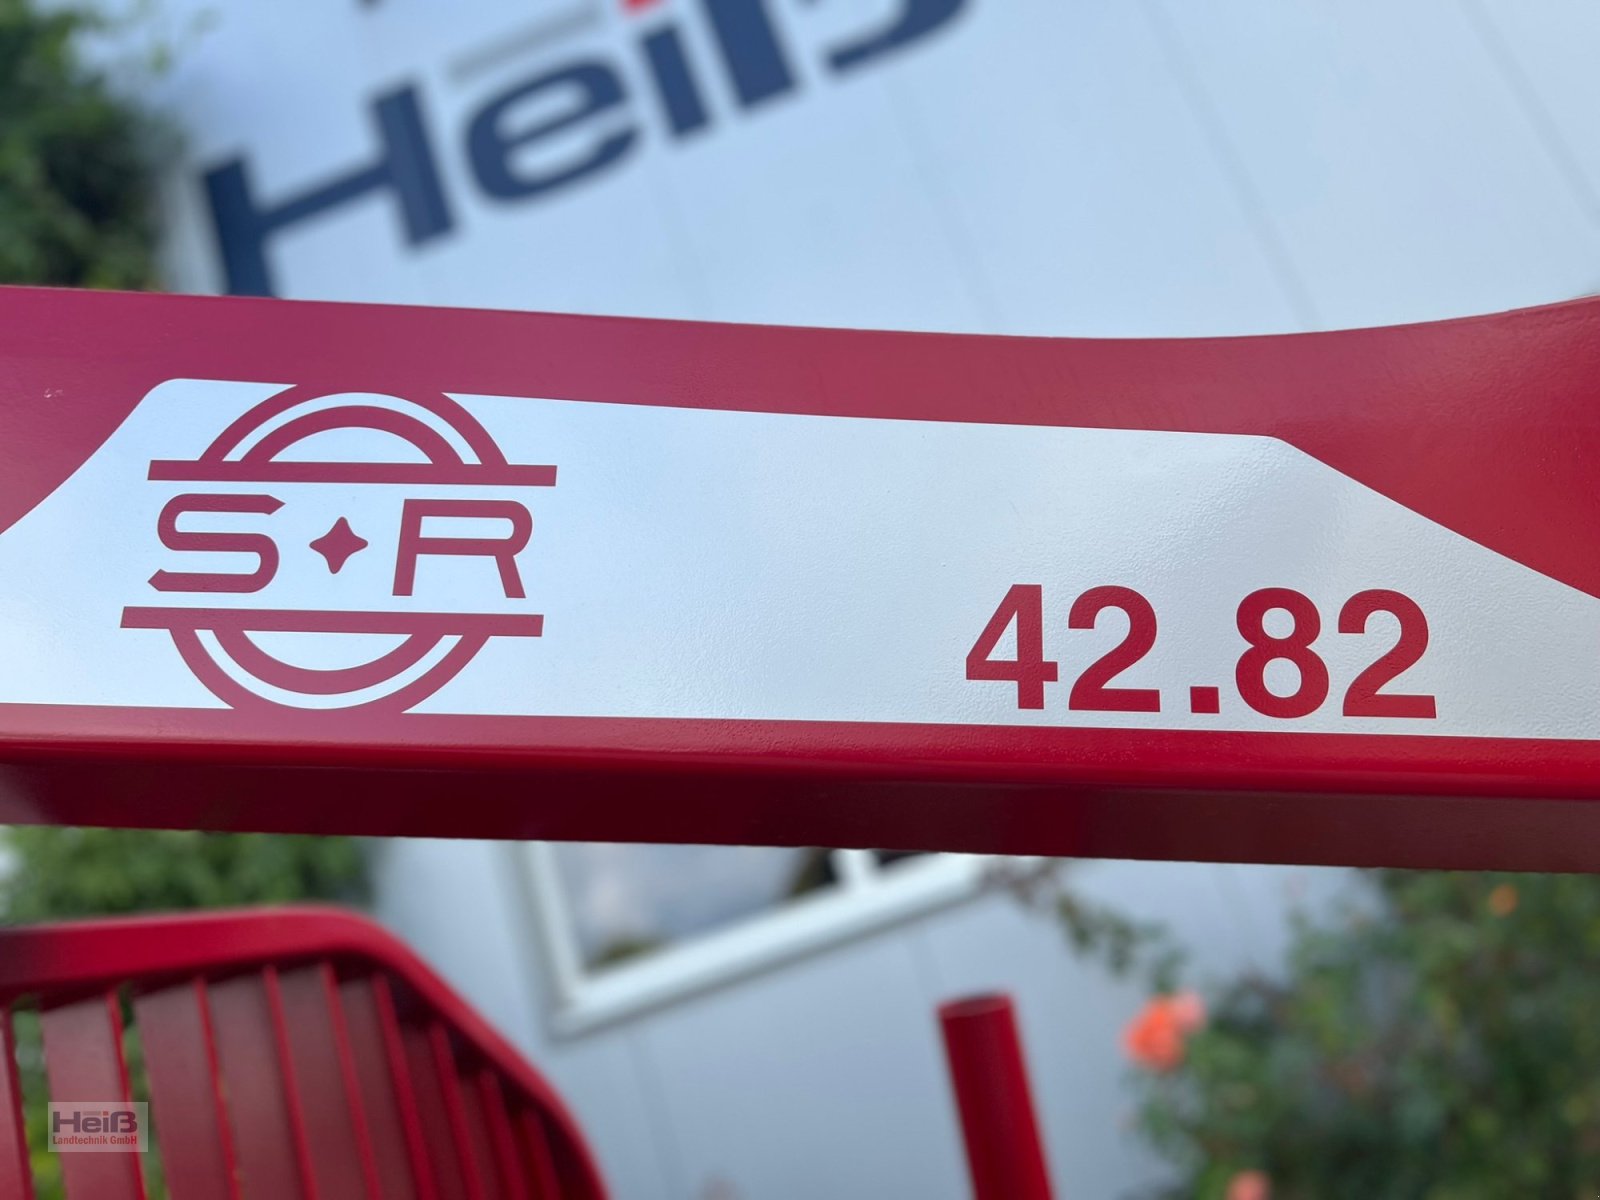 Heiß
S✦R
42.82
Heiß
Landtechnik GmbH